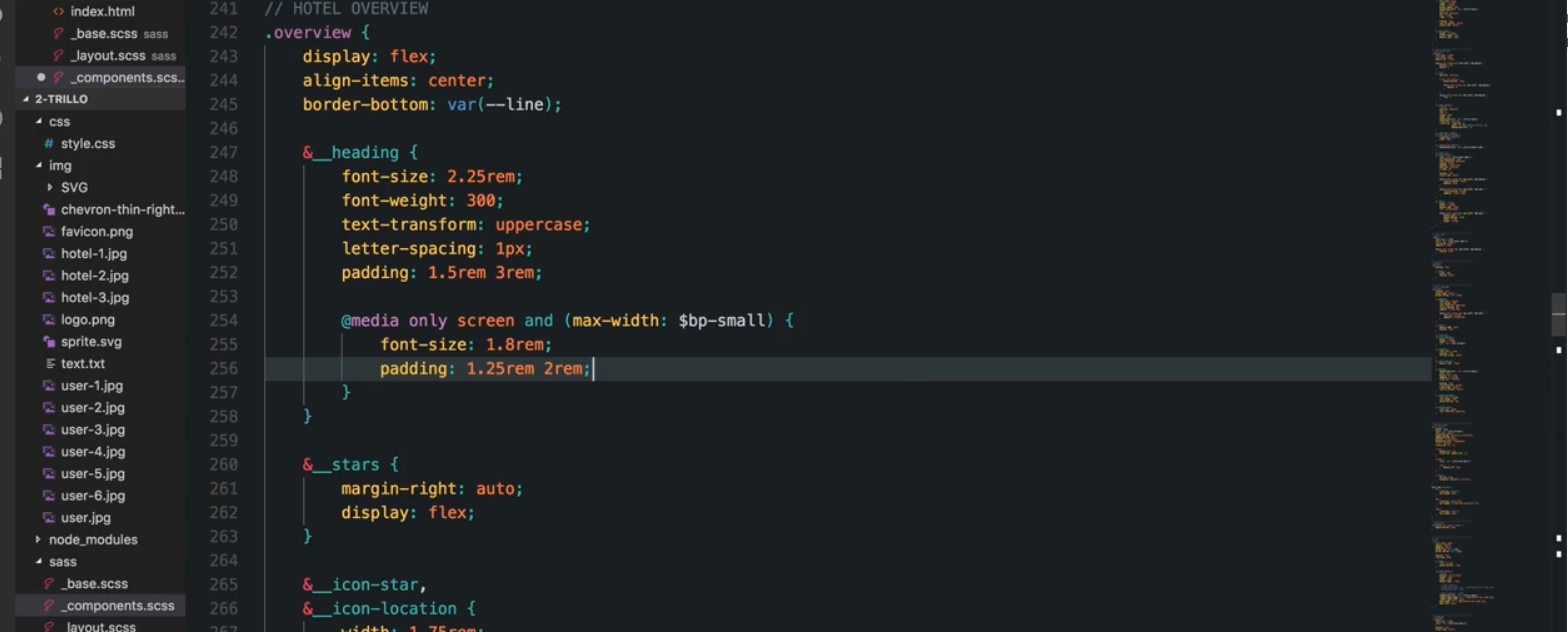 index.html
_base.scss sass
_layout.scss sass
_components.scs...
2-TRILLO
css
# style.css
img
SVG
chevron-thin-right...
favicon.png
hotel-1.jpg
hotel-2.jpg
hotel-3.jpg
logo.png
sprite.svg
text.txt
user-1.jpg
user-2.jpg
user-3.jpg
user-4.jpg
user-5.jpg
user-6.jpg
user.jpg
node_modules
sass
_base.scss
_components.scss
_layout.scss
241 // HOTEL OVERVIEW
242 .overview {
243 display: flex;
244 align-items: center;
245 border-bottom: var(--line);
246
247 &__heading {
248 font-size: 2.25rem;
249 font-weight: 300;
250 text-transform: uppercase;
251 letter-spacing: 1px;
252 padding: 1.5rem 3rem;
253
254 @media only screen and (max-width: $bp-small) {
255 font-size: 1.8rem;
256 padding: 1.25rem 2rem;
257 }
258 }
259
260 &__stars {
261 margin-right: auto;
262 display: flex;
263 }
264
265 &__icon-star,
266 &__icon-location {
267 width: 1.75rem;